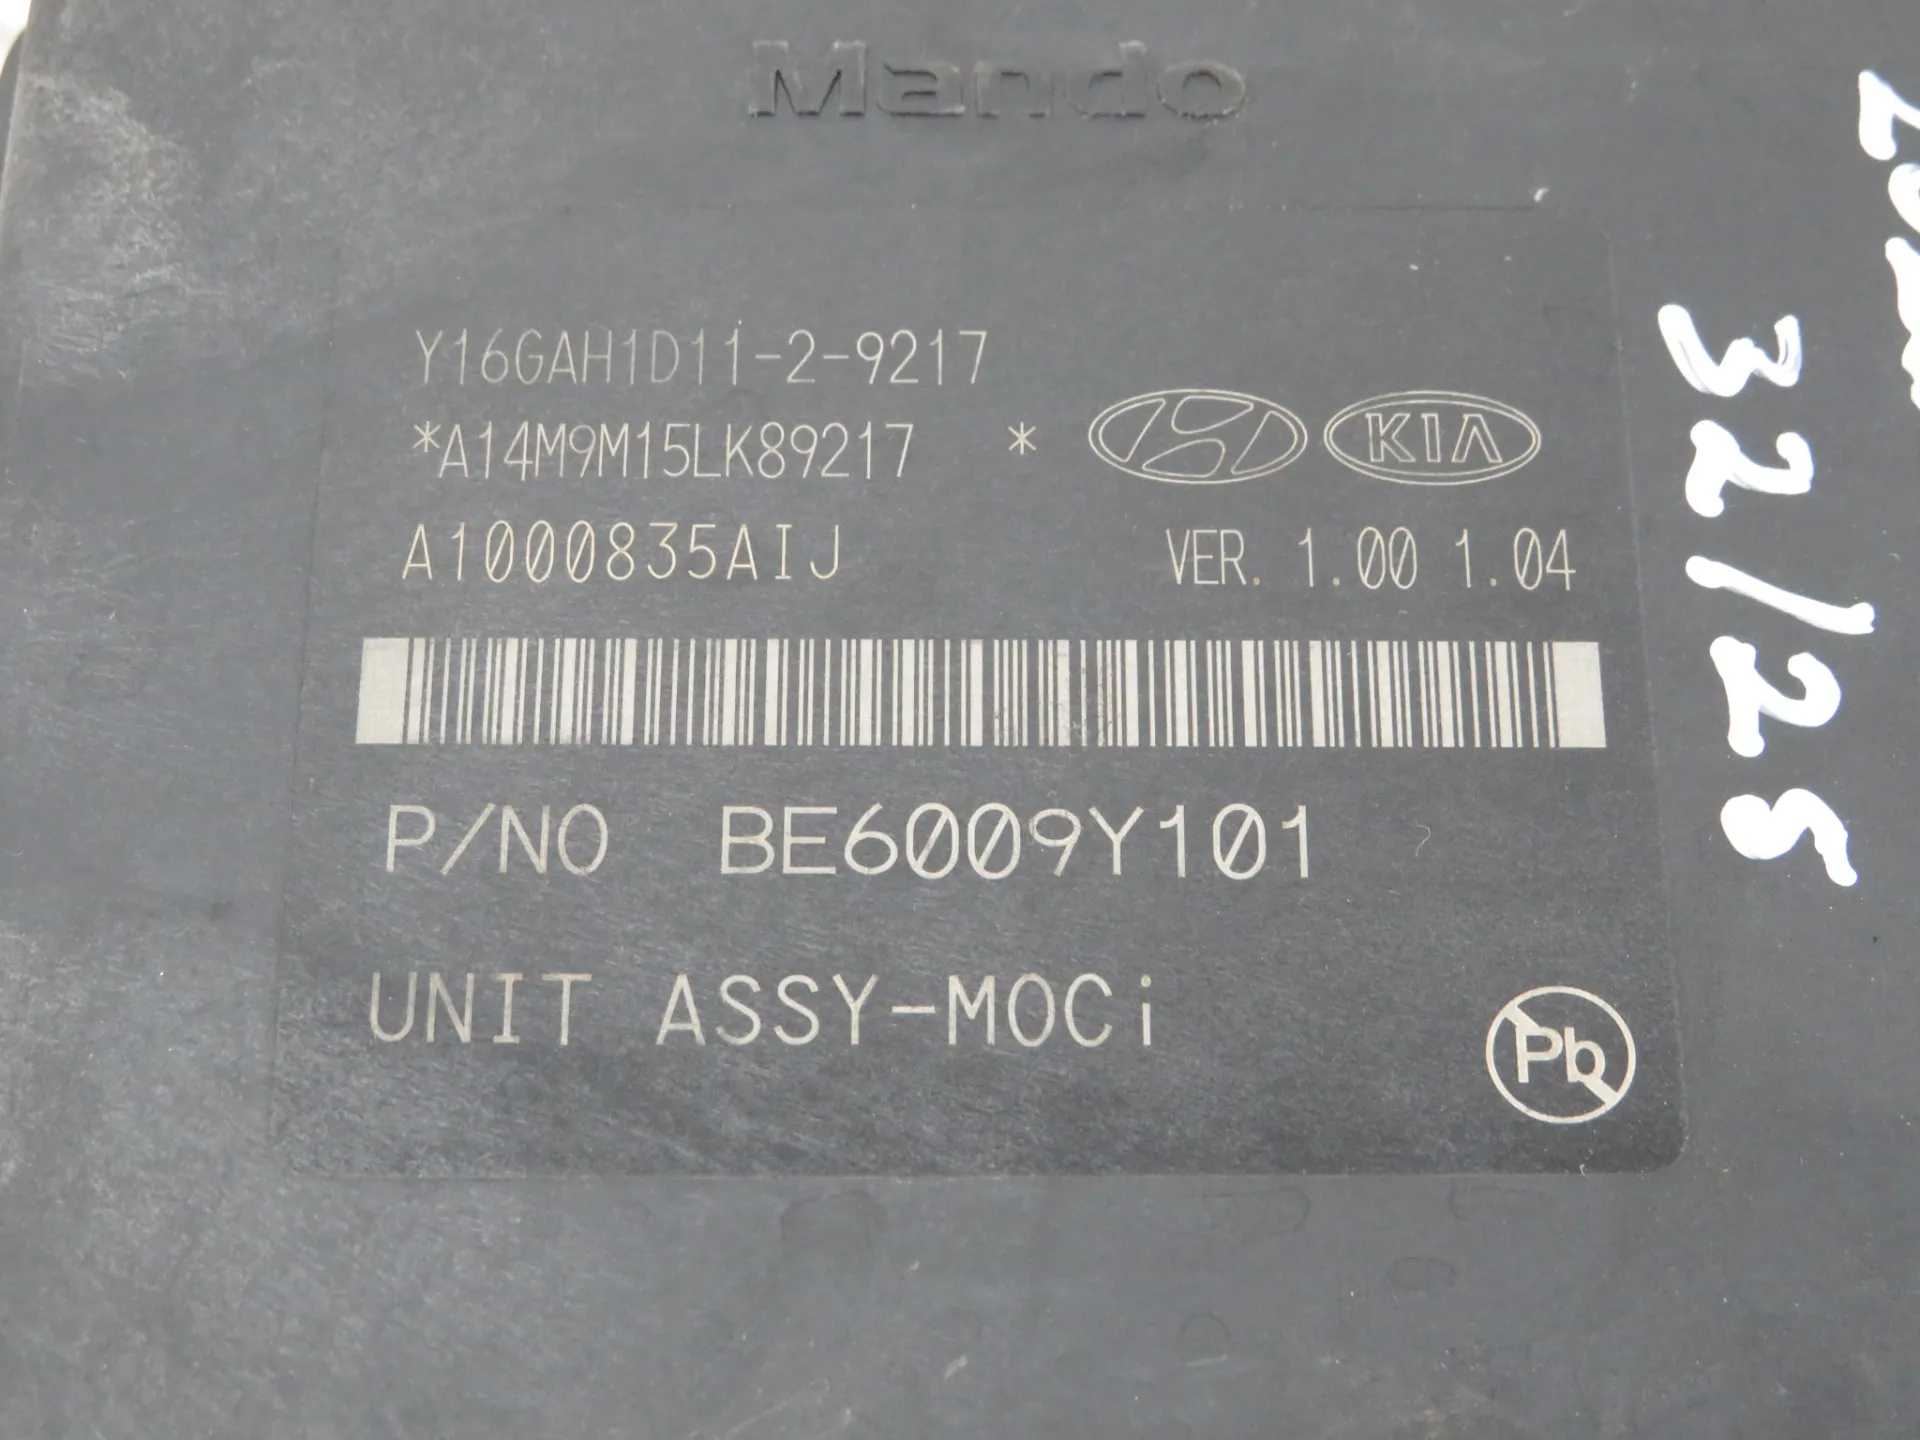 Mando
Y16GAH1D11-2-9217
*A14M9M15LK89217 *
KIA
A1000835AIJ
VER. 1.00 1.04
P/NO BE6009Y101
UNIT ASSY-MOCi
Pb
32/25